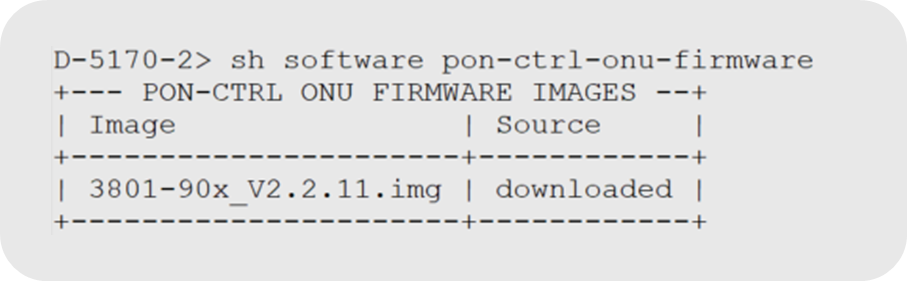 D-5170-2> sh software pon-ctrl-onu-firmware
+--- PON-CTRL ONU FIRMWARE IMAGES --+
| Image                | Source     |
+----------------------+------------+
| 3801-90x_V2.2.11.img | downloaded |
+----------------------+------------+